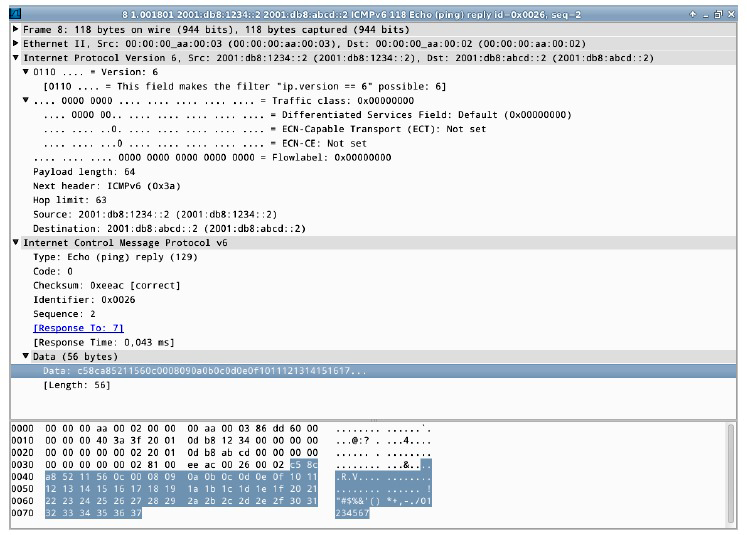 8 1.001801 2001:db8:1234::2 2001:db8:abcd::2 ICMPv6 118 Echo (ping) reply id=0x0026, seq=2
Frame 8: 118 bytes on wire (944 bits), 118 bytes captured (944 bits)
Ethernet II, Src: 00:00:00_aa:00:03 (00:00:00:aa:00:03), Dst: 00:00:00_aa:00:02 (00:00:00:aa:00:02)
Internet Protocol Version 6, Src: 2001:db8:1234::2 (2001:db8:1234::2), Dst: 2001:db8:abcd::2 (2001:db8:abcd::2)
0110 .... = Version: 6
[0110 .... = This field makes the filter "ip.version == 6" possible: 6]
.... 0000 0000 .... .... .... .... .... = Traffic class: 0x00000000
.... 0000 00.. .... .... .... .... .... = Differentiated Services Field: Default (0x00000000)
.... .... ..0. .... .... .... .... .... = ECN-Capable Transport (ECT): Not set
.... .... ...0 .... .... .... .... .... = ECN-CE: Not set
.... .... .... 0000 0000 0000 0000 0000 = Flowlabel: 0x00000000
Payload length: 64
Next header: ICMPv6 (0x3a)
Hop limit: 63
Source: 2001:db8:1234::2 (2001:db8:1234::2)
Destination: 2001:db8:abcd::2 (2001:db8:abcd::2)
Internet Control Message Protocol v6
Type: Echo (ping) reply (129)
Code: 0
Checksum: 0xeeac [correct]
Identifier: 0x0026
Sequence: 2
[Response To: 7]
[Response Time: 0,043 ms]
Data (56 bytes)
Data: c58ca85211560c0008090a0b0c0d0e0f1011121314151617...
[Length: 56]
0000 00 00 00 aa 00 02 00 00 00 aa 00 03 86 dd 60 00 ........ ......`.
0010 00 00 00 40 3a 3f 20 01 0d b8 12 34 00 00 00 00 ...@:? . ...4....
0020 00 00 00 00 00 02 20 01 0d b8 ab cd 00 00 00 00 ...... . ........
0030 00 00 00 00 00 02 81 00 ee ac 00 26 00 02 c5 8c ........ ...&....
0040 a8 52 11 56 0c 00 08 09 0a 0b 0c 0d 0e 0f 10 11 .R.V.... ........
0050 12 13 14 15 16 17 18 19 1a 1b 1c 1d 1e 1f 20 21 ........ ...... !
0060 22 23 24 25 26 27 28 29 2a 2b 2c 2d 2e 2f 30 31 "#$%&'() *+,-./01
0070 32 33 34 35 36 37 234567